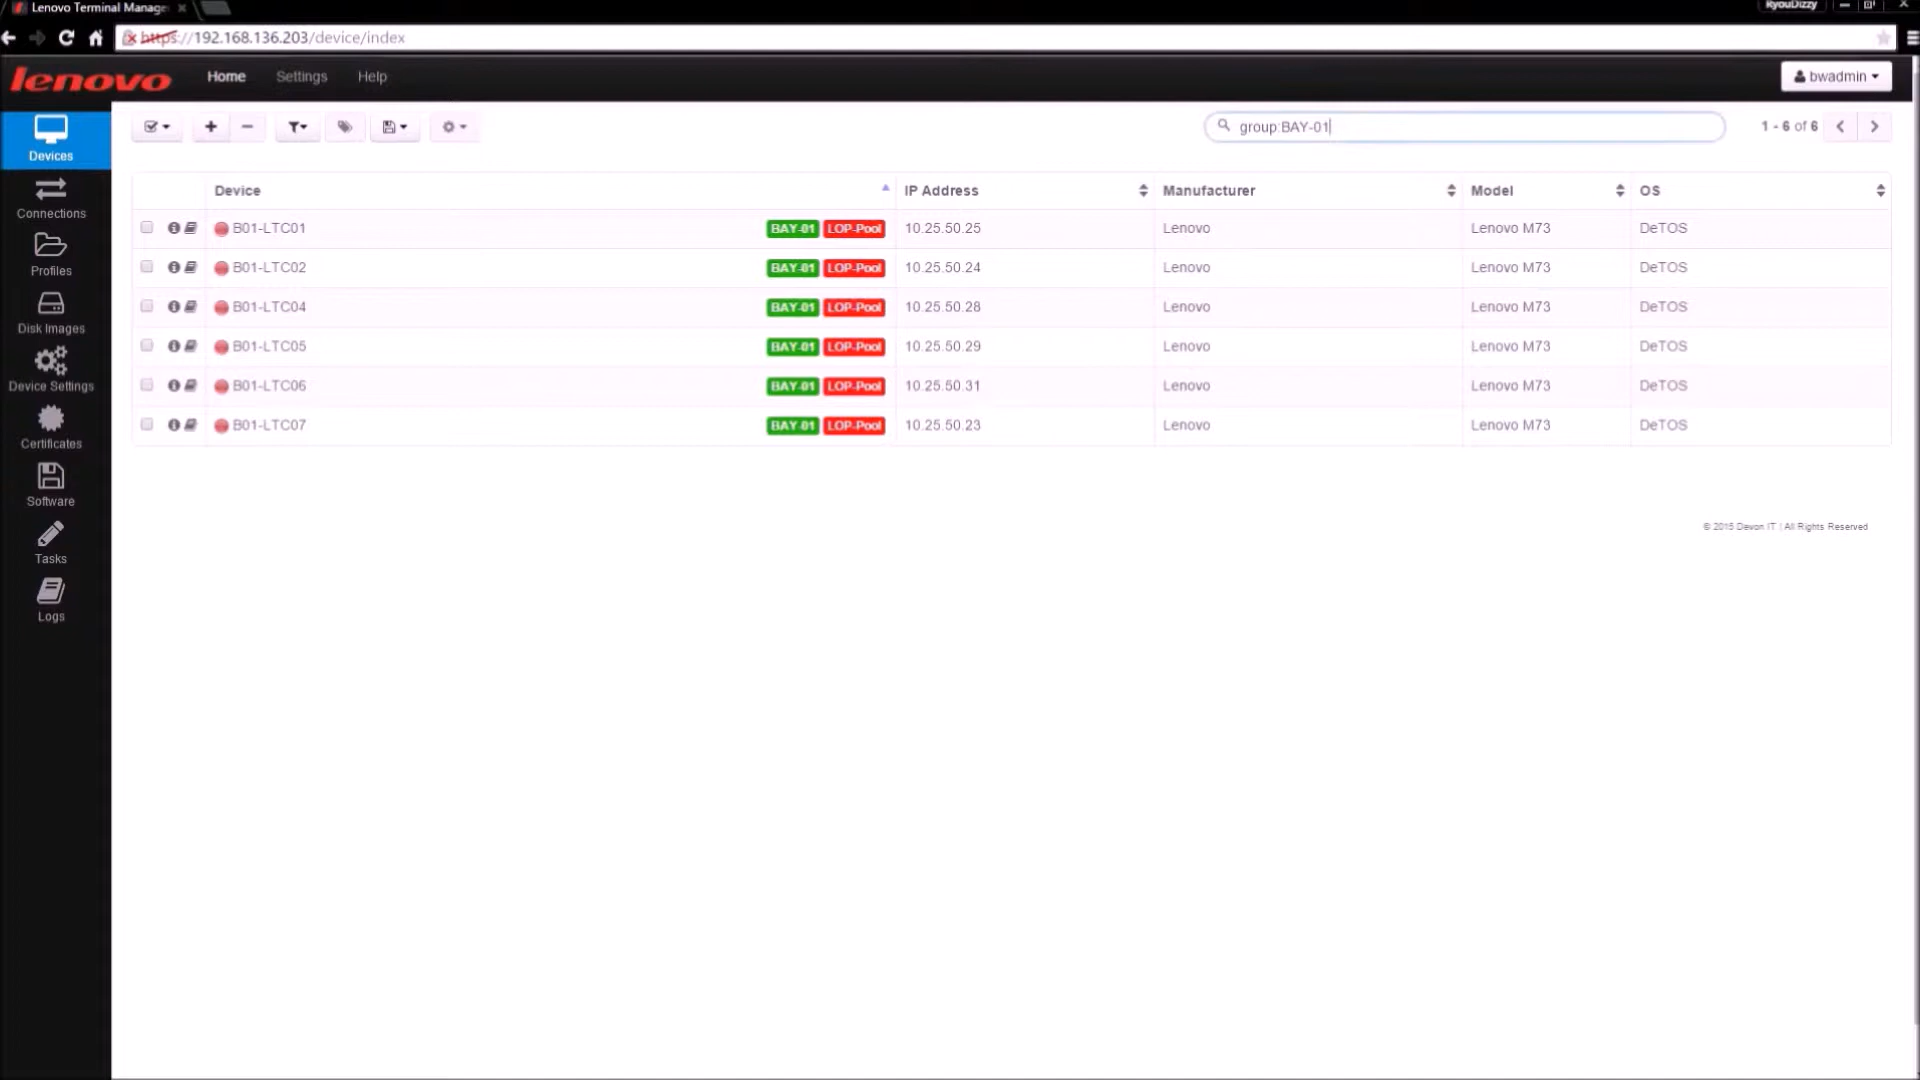 Lenovo Terminal Manage
RyouDizzy
https://192.168.136.203/device/index
lenovo Home Settings Help bwadmin
group:BAY-01 1 - 6 of 6
Devices
Connections
Profiles
Disk Images
Device Settings
Certificates
Software
Tasks
Logs
Device IP Address Manufacturer Model OS
B01-LTC01 BAY-01 LOP-Pool 10.25.50.25 Lenovo Lenovo M73 DeTOS
B01-LTC02 BAY-01 LOP-Pool 10.25.50.24 Lenovo Lenovo M73 DeTOS
B01-LTC04 BAY-01 LOP-Pool 10.25.50.28 Lenovo Lenovo M73 DeTOS
B01-LTC05 BAY-01 LOP-Pool 10.25.50.29 Lenovo Lenovo M73 DeTOS
B01-LTC06 BAY-01 LOP-Pool 10.25.50.31 Lenovo Lenovo M73 DeTOS
B01-LTC07 BAY-01 LOP-Pool 10.25.50.23 Lenovo Lenovo M73 DeTOS
© 2015 Devon IT | All Rights Reserved